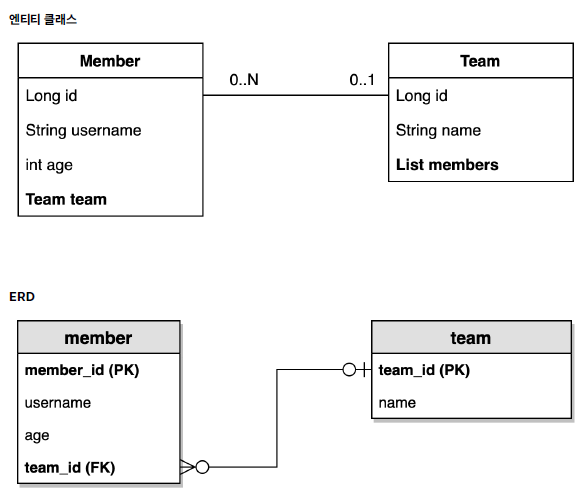 엔티티 클래스
Member
Long id
String username
int age
Team team
0..N
0..1
Team
Long id
String name
List members
ERD
member
member_id (PK)
username
age
team_id (FK)
team
team_id (PK)
name